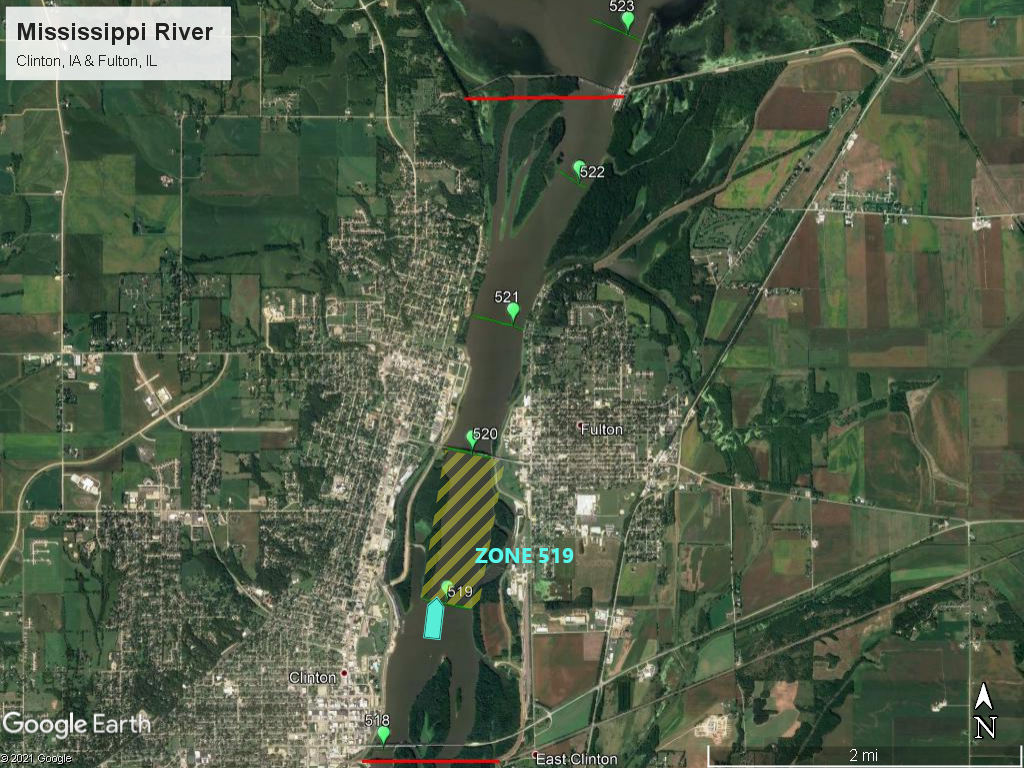 Mississippi River
Clinton, IA & Fulton, IL
523
522
521
520
Fulton
ZONE 519
519
Clinton
518
East Clinton
N
2 mi
Google Earth
© 2021 Google